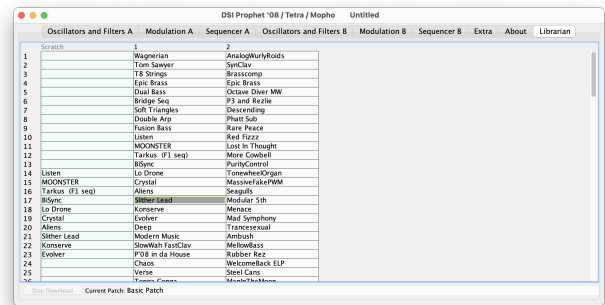 DSI Prophet '08 / Tetra / Mopho Untitled
Oscillators and Filters A Modulation A Sequencer A Oscillators and Filters B Modulation B Sequencer B Extra About Librarian
Scratch 1 2
1 Wagnerian AnalogWurlyRoids
2 Tom Sawyer SynClav
3 T8 Strings Brasscomp
4 Epic Brass Epic Brass
5 Dual Bass Octave Diver MW
6 Bridge Seq P3 and Rezlie
7 Soft Triangles Descending
8 Double Arp Phatt Sub
9 Fusion Bass Rare Peace
10 Listen Red Fizzz
11 MOONSTER Lost In Thought
12 Tarkus (F1 seq) More Cowbell
13 BiSync PurityControl
14 Listen Lo Drone TonewheelOrgan
15 MOONSTER Crystal MassiveFakePWM
16 Tarkus (F1 seq) Aliens Seagulls
17 BiSync Slither Lead Modular 5th
18 Lo Drone Konserve Menace
19 Crystal Evolver Mad Symphony
20 Aliens Deep Trancesexual
21 Slither Lead Modern Music Ambush
22 Konserve SlowWah FastClav MellowBass
23 Evolver P'08 in da House Rubber Rez
24 Chaos WelcomeBack ELP
25 Verse Steel Cans
26 Tonga Conga ManInTheMoon
Stop Download Current Patch: Basic Patch